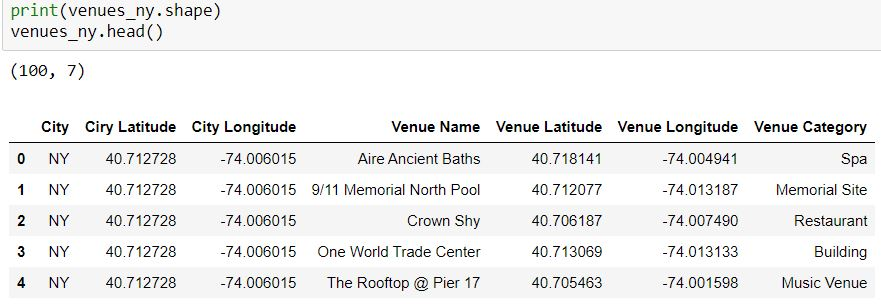 print(venues_ny.shape)
venues_ny.head()
(100, 7)
City Ciry Latitude City Longitude Venue Name Venue Latitude Venue Longitude Venue Category
0 NY 40.712728 -74.006015 Aire Ancient Baths 40.718141 -74.004941 Spa
1 NY 40.712728 -74.006015 9/11 Memorial North Pool 40.712077 -74.013187 Memorial Site
2 NY 40.712728 -74.006015 Crown Shy 40.706187 -74.007490 Restaurant
3 NY 40.712728 -74.006015 One World Trade Center 40.713069 -74.013133 Building
4 NY 40.712728 -74.006015 The Rooftop @ Pier 17 40.705463 -74.001598 Music Venue